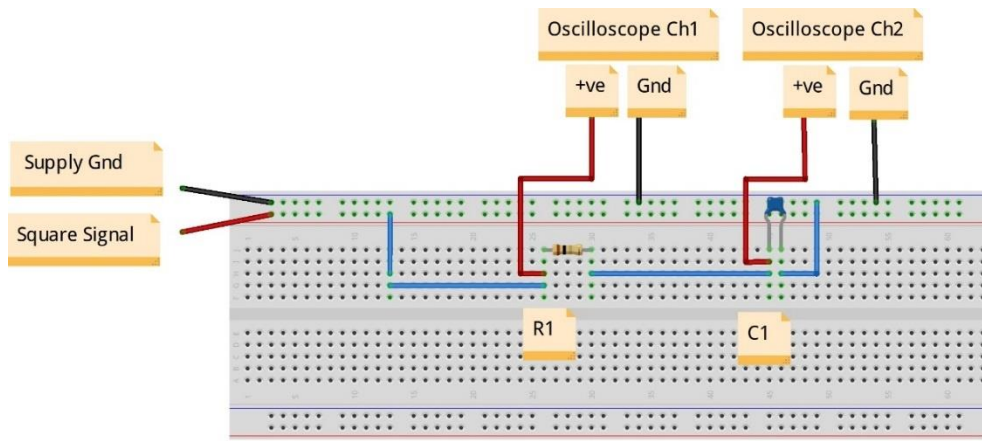 Oscilloscope Ch1
Oscilloscope Ch2
+ve
Gnd
+ve
Gnd
Supply Gnd
Square Signal
R1
C1